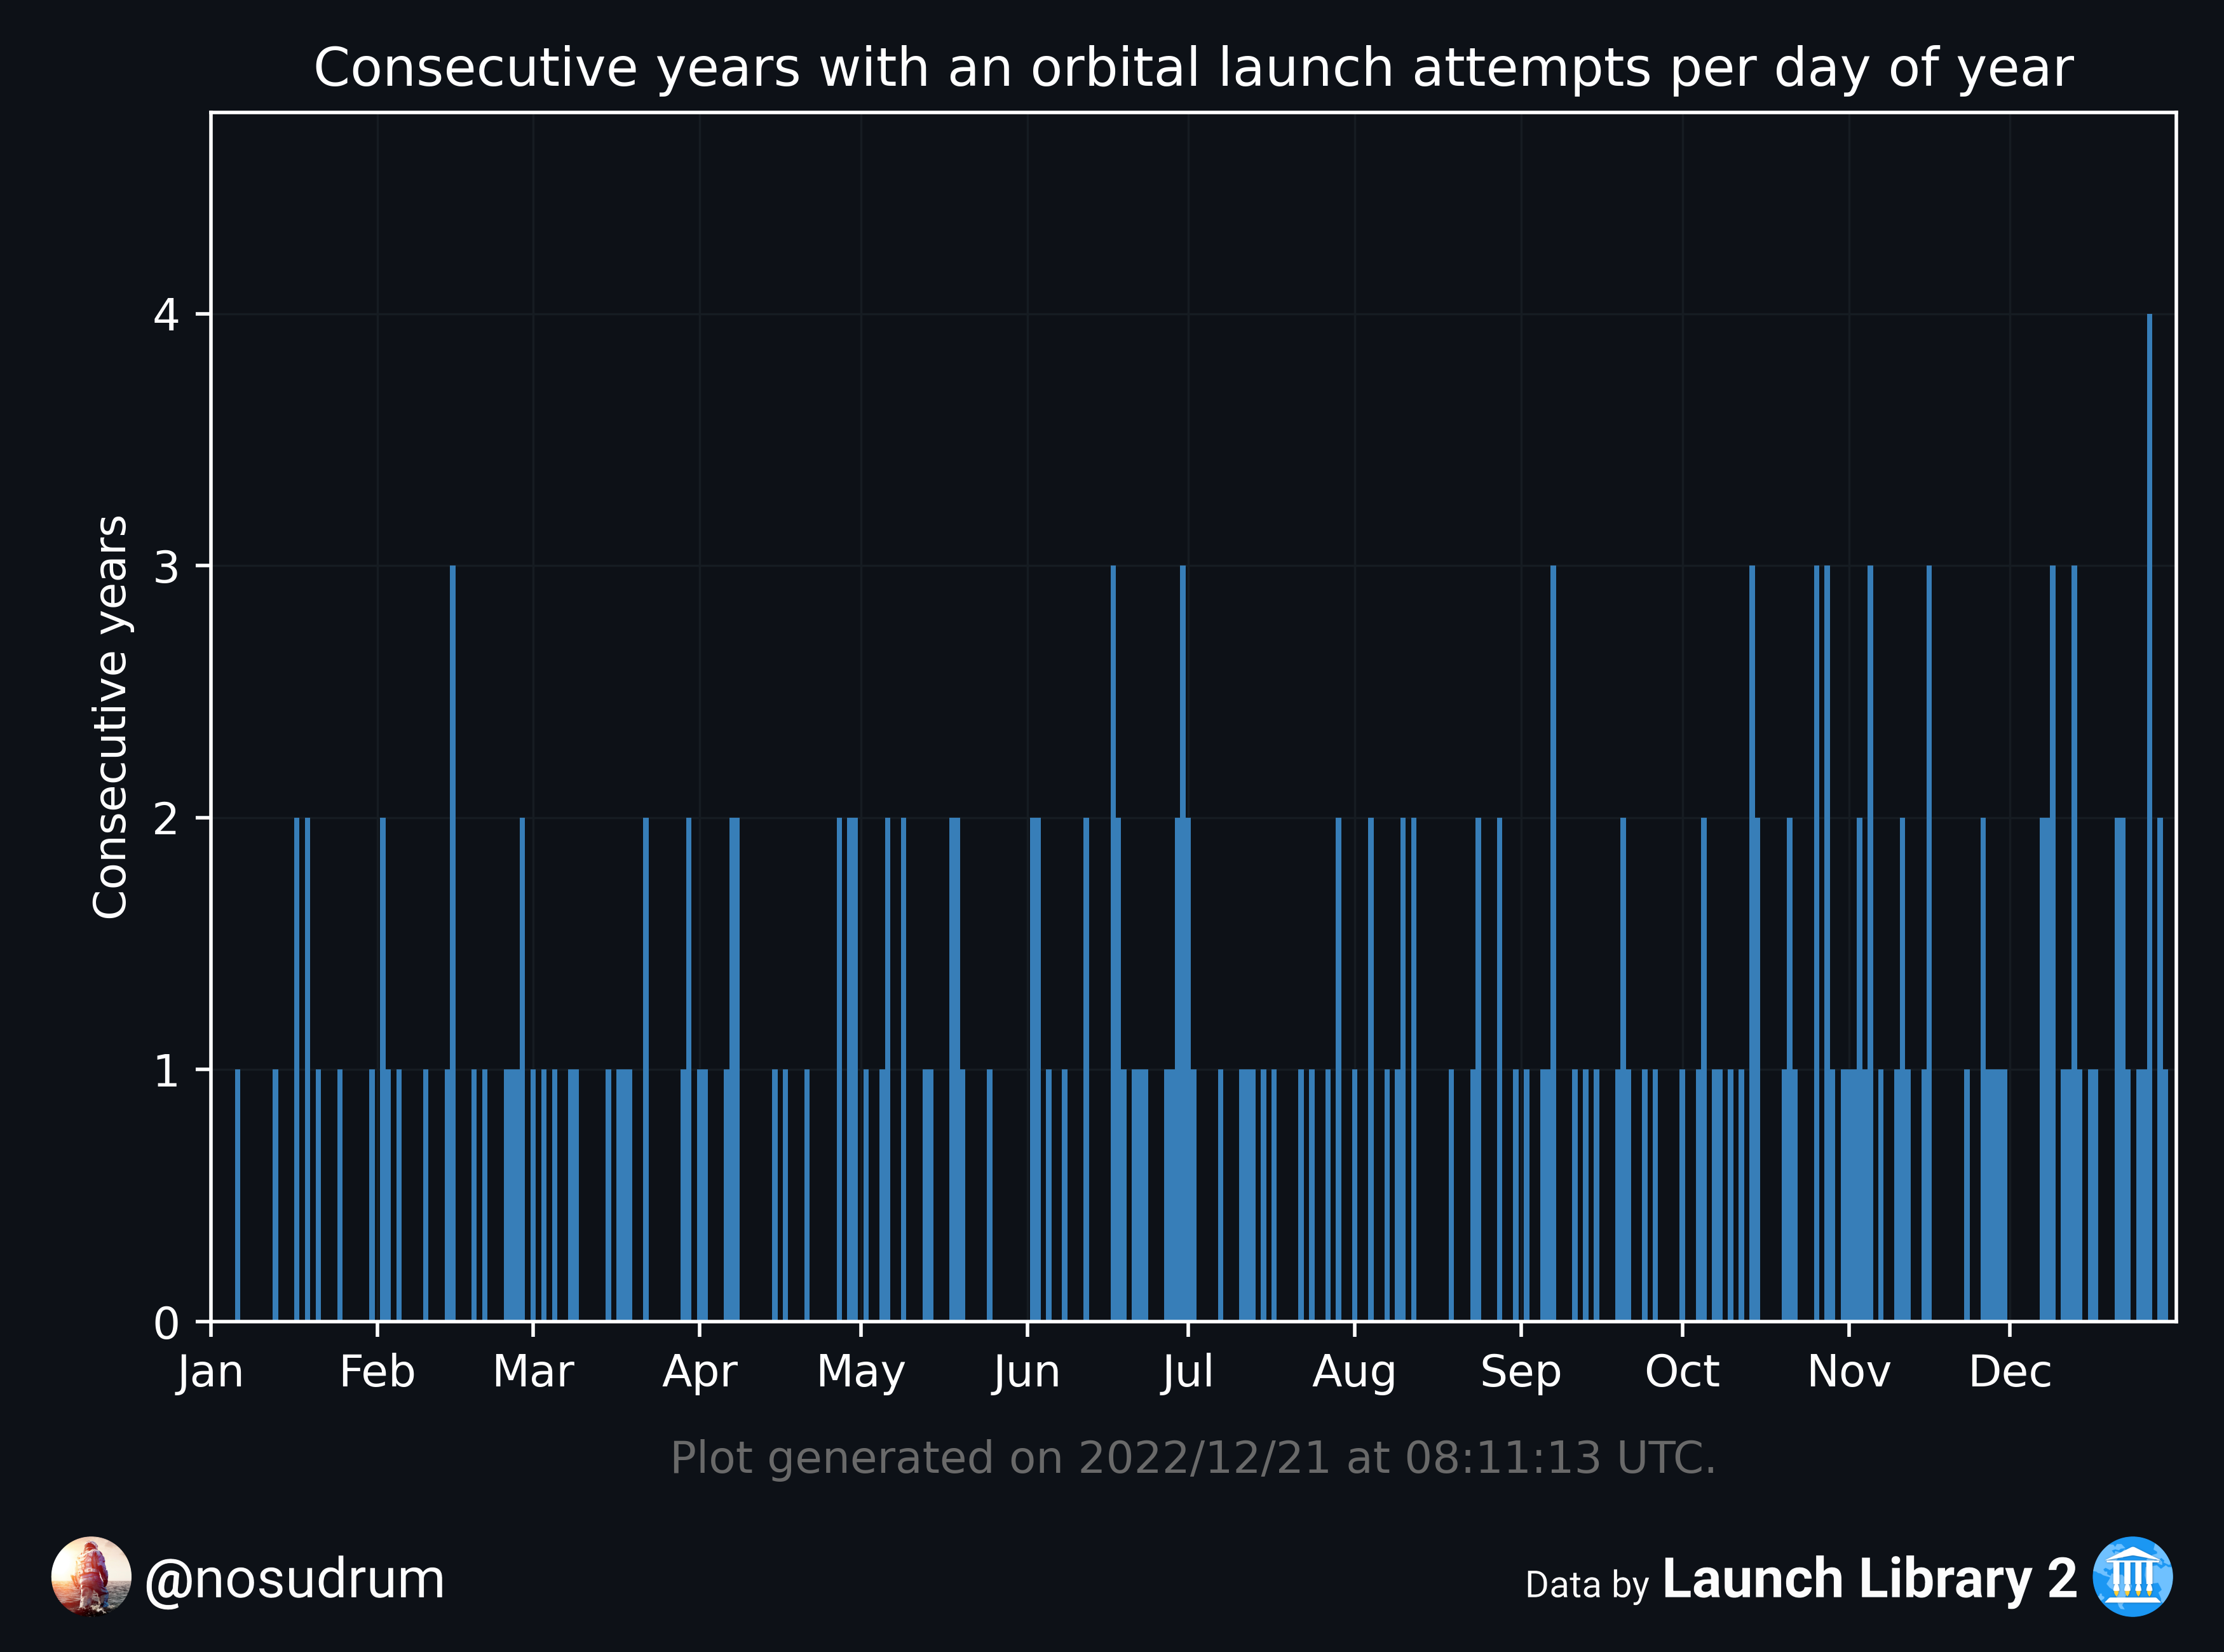 Consecutive years with an orbital launch attempts per day of year
Consecutive years
4
3
2
1
0
Jan Feb Mar Apr May Jun Jul Aug Sep Oct Nov Dec
Plot generated on 2022/12/21 at 08:11:13 UTC.
@nosudrum
Data by Launch Library 2